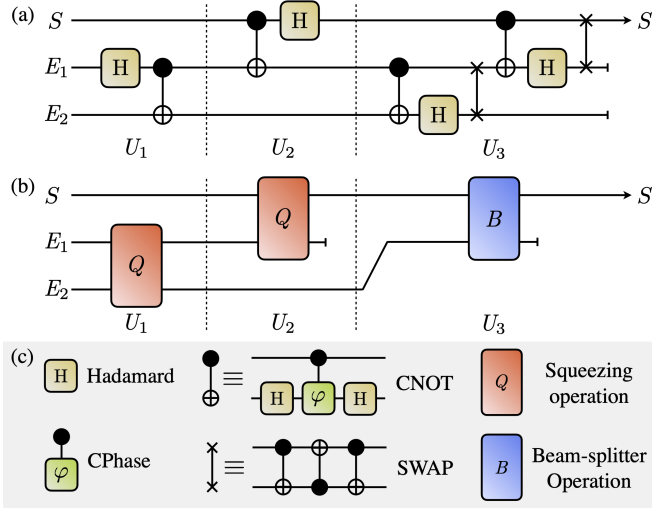 (a)
S H S
E₁ H H
E₂ H
U₁ U₂ U₃
(b)
S Q B S
E₁ Q
E₂
U₁ U₂ U₃
(c)
H Hadamard ≡ H φ H CNOT Q Squeezing operation
φ CPhase ≡ SWAP B Beam-splitter Operation